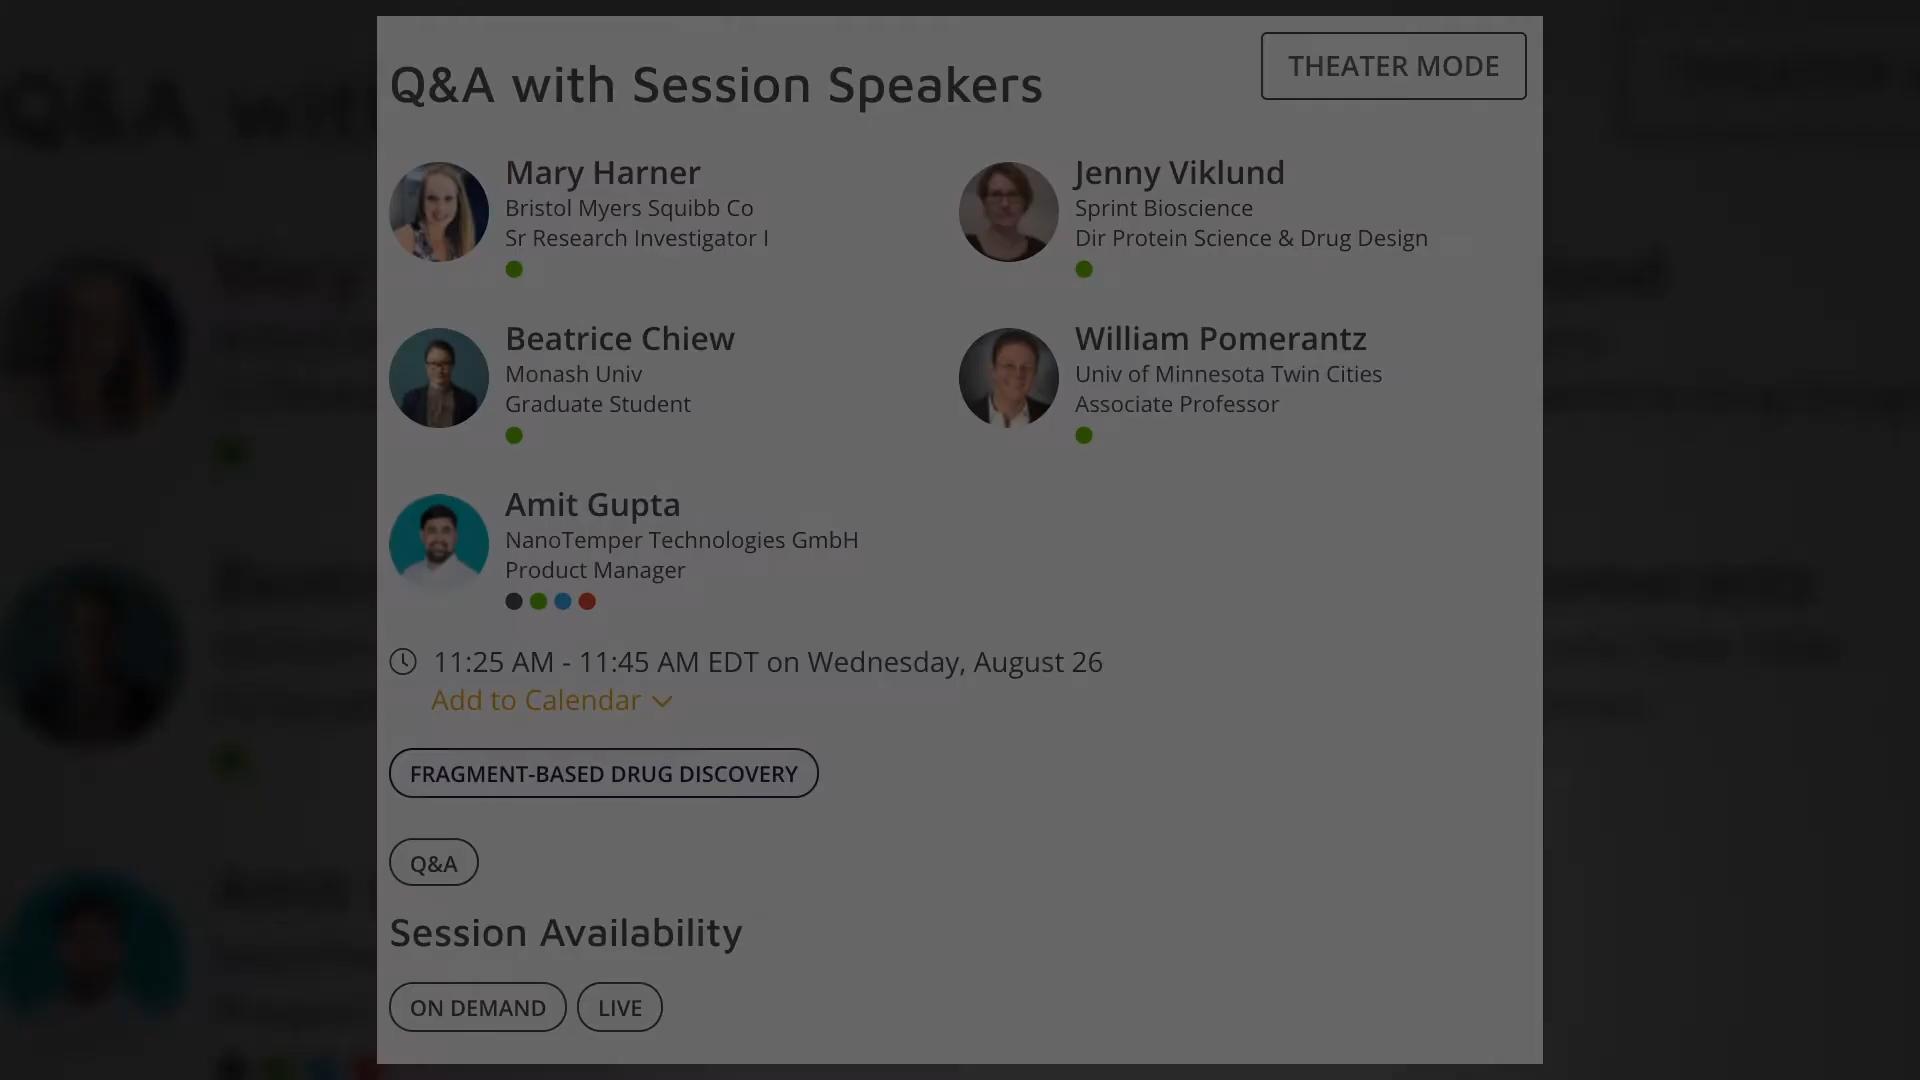 Q&A with Session Speakers
THEATER MODE
Mary Harner
Bristol Myers Squibb Co
Sr Research Investigator I
Jenny Viklund
Sprint Bioscience
Dir Protein Science & Drug Design
Beatrice Chiew
Monash Univ
Graduate Student
William Pomerantz
Univ of Minnesota Twin Cities
Associate Professor
Amit Gupta
NanoTemper Technologies GmbH
Product Manager
11:25 AM - 11:45 AM EDT on Wednesday, August 26
Add to Calendar
FRAGMENT-BASED DRUG DISCOVERY
Q&A
Session Availability
ON DEMAND
LIVE